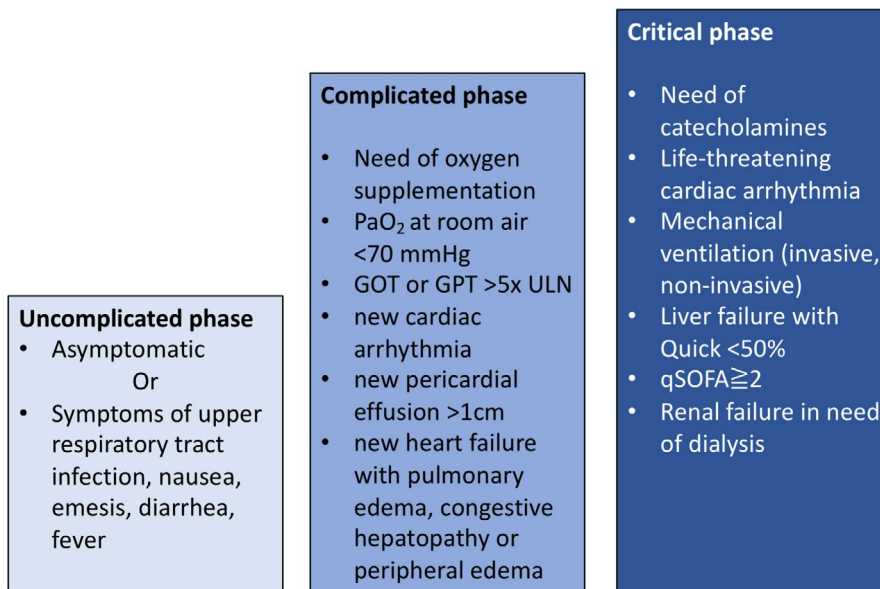 Uncomplicated phase
• Asymptomatic
Or
• Symptoms of upper
respiratory tract
infection, nausea,
emesis, diarrhea,
fever
Complicated phase
• Need of oxygen
supplementation
• PaO₂ at room air
<70 mmHg
• GOT or GPT >5x ULN
• new cardiac
arrhythmia
• new pericardial
effusion >1cm
• new heart failure
with pulmonary
edema, congestive
hepatopathy or
peripheral edema
Critical phase
• Need of
catecholamines
• Life-threatening
cardiac arrhythmia
• Mechanical
ventilation (invasive,
non-invasive)
• Liver failure with
Quick <50%
• qSOFA≧2
• Renal failure in need
of dialysis